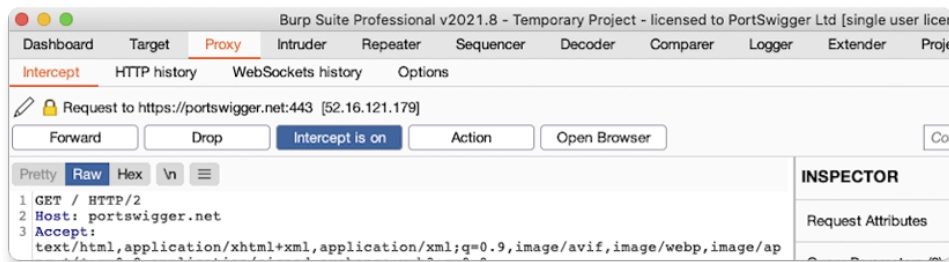 Burp Suite Professional v2021.8 - Temporary Project - licensed to PortSwigger Ltd [single user licen
Dashboard Target Proxy Intruder Repeater Sequencer Decoder Comparer Logger Extender Proje
Intercept HTTP history WebSockets history Options
Request to https://portswigger.net:443 [52.16.121.179]
Forward Drop Intercept is on Action Open Browser Co
Pretty Raw Hex \n INSPECTOR
1 GET / HTTP/2
2 Host: portswigger.net
3 Accept:
text/html,application/xhtml+xml,application/xml;q=0.9,image/avif,image/webp,image/ap
Request Attributes